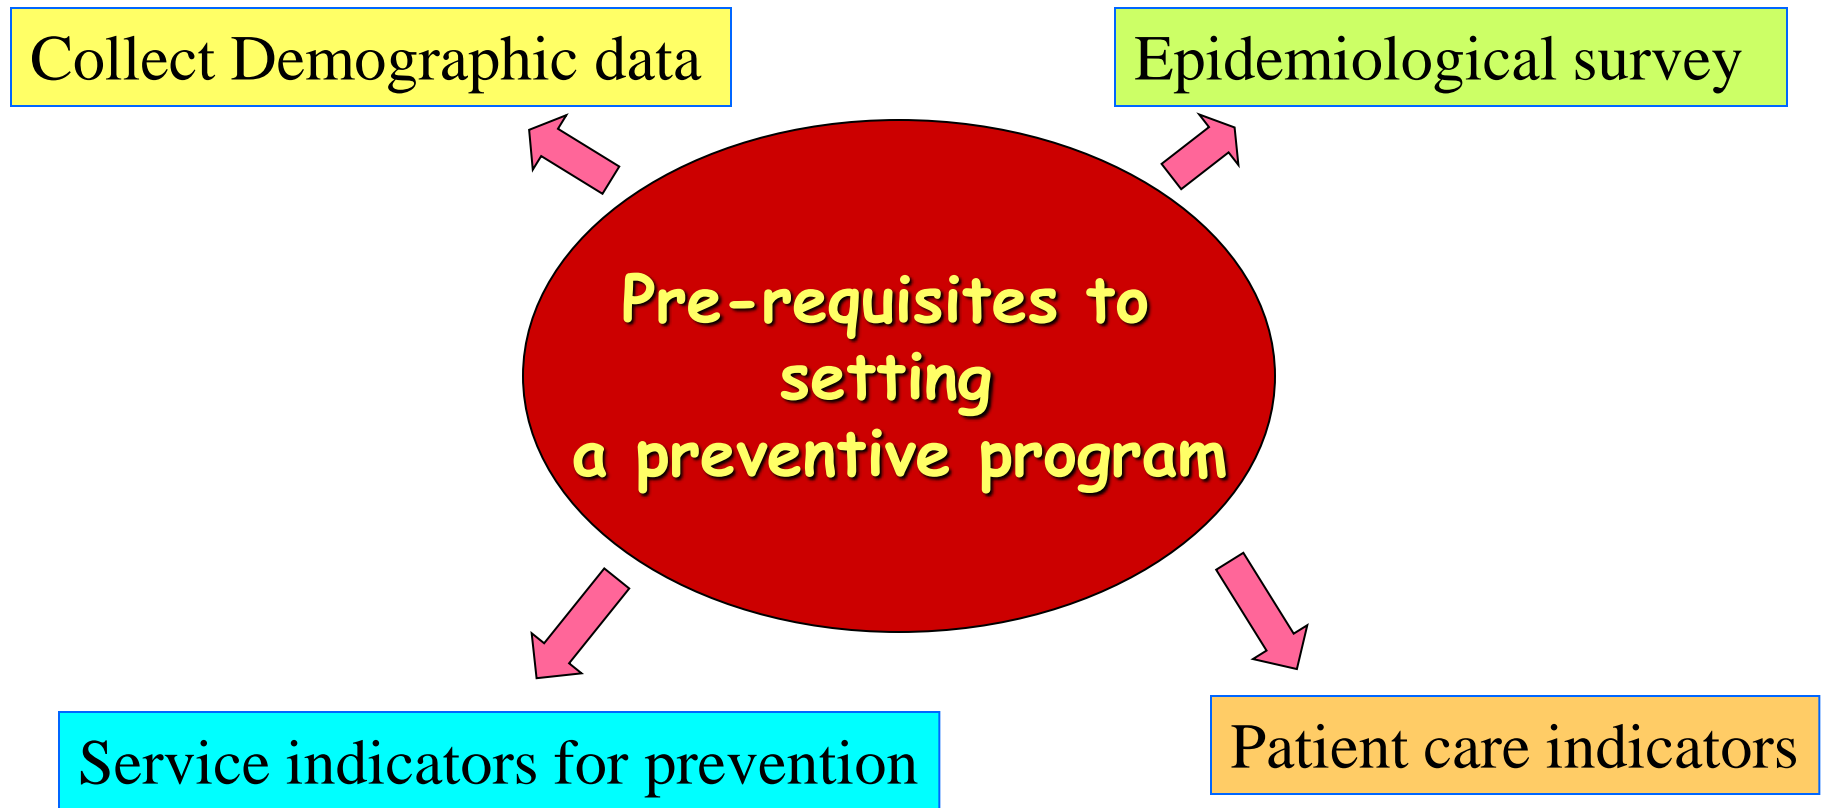 Collect Demographic data
Epidemiological survey
Pre-requisites to
setting
a preventive program
Service indicators for prevention
Patient care indicators